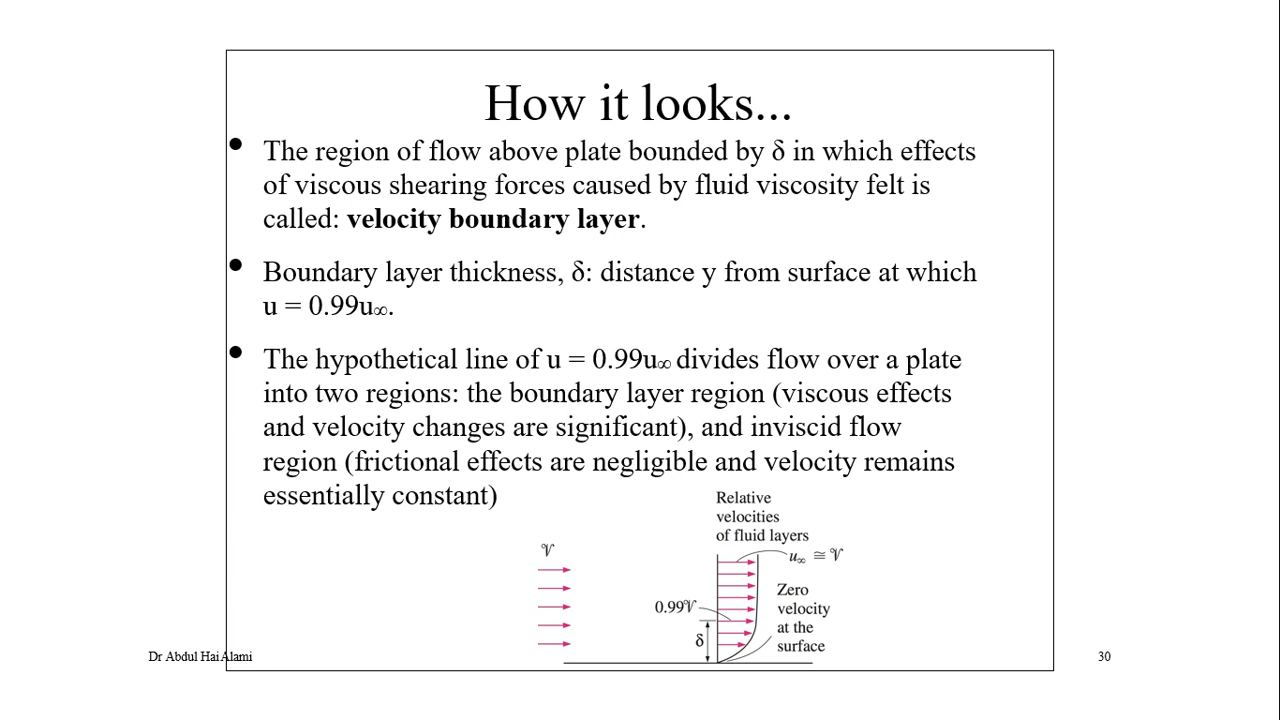 How it looks...
• The region of flow above plate bounded by δ in which effects
of viscous shearing forces caused by fluid viscosity felt is
called: velocity boundary layer.
• Boundary layer thickness, δ: distance y from surface at which
u = 0.99u∞.
• The hypothetical line of u = 0.99u∞ divides flow over a plate
into two regions: the boundary layer region (viscous effects
and velocity changes are significant), and inviscid flow
region (frictional effects are negligible and velocity remains
essentially constant)
Relative
velocities
of fluid layers
𝒱
u∞ ≅ 𝒱
Zero
velocity
at the
surface
0.99𝒱
δ
Dr Abdul Hai Alami
30